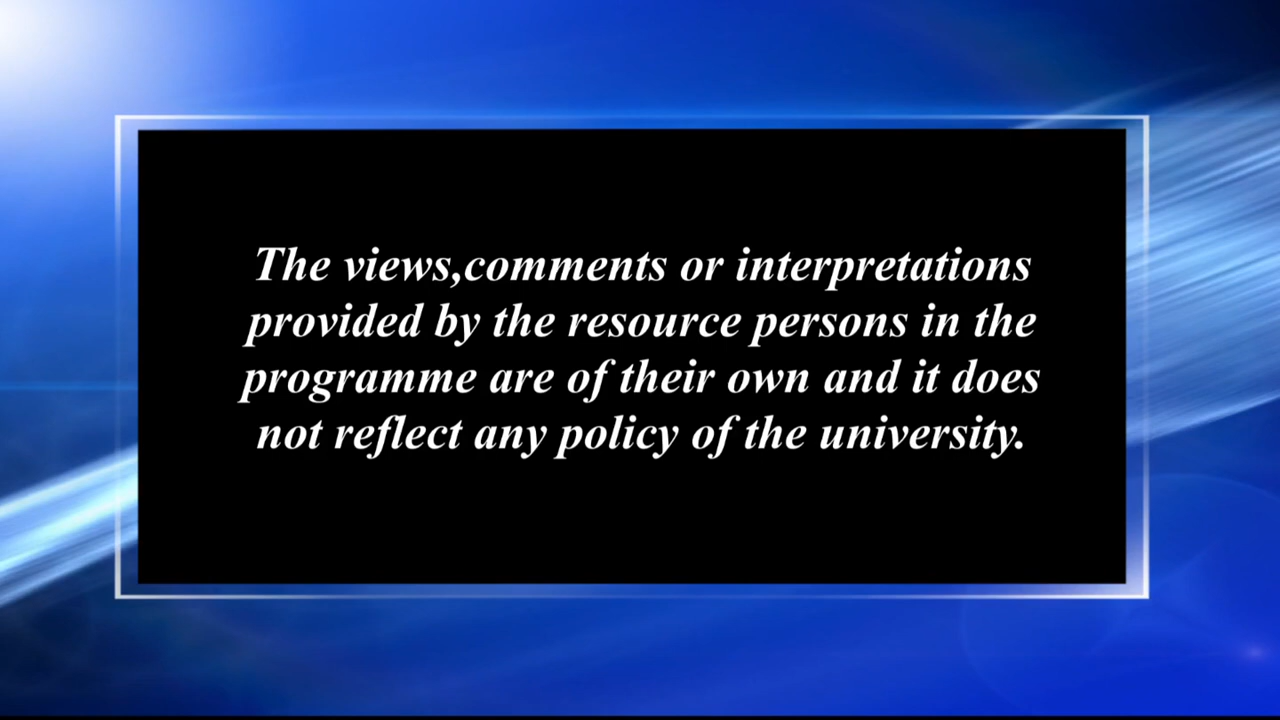 The views,comments or interpretations
provided by the resource persons in the
programme are of their own and it does
not reflect any policy of the university.